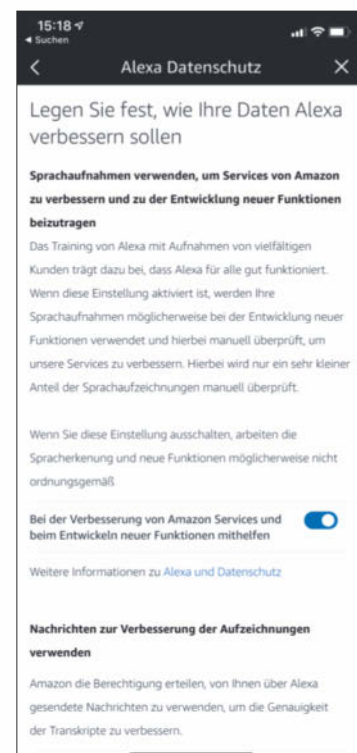 15:18
Suchen
Alexa Datenschutz
Legen Sie fest, wie Ihre Daten Alexa
verbessern sollen
Sprachaufnahmen verwenden, um Services von Amazon
zu verbessern und zu der Entwicklung neuer Funktionen
beizutragen
Das Training von Alexa mit Aufnahmen von vielfältigen
Kunden trägt dazu bei, dass Alexa für alle gut funktioniert.
Wenn diese Einstellung aktiviert ist, werden Ihre
Sprachaufnahmen möglicherweise bei der Entwicklung neuer
Funktionen verwendet und hierbei manuell überprüft, um
unsere Services zu verbessern. Hierbei wird nur ein sehr kleiner
Anteil der Sprachaufzeichnungen manuell überprüft.
Wenn Sie diese Einstellung ausschalten, arbeiten die
Spracherkenung und neue Funktionen möglicherweise nicht
ordnungsgemäß
Bei der Verbesserung von Amazon Services und
beim Entwickeln neuer Funktionen mithelfen
Weitere Informationen zu Alexa und Datenschutz
Nachrichten zur Verbesserung der Aufzeichnungen
verwenden
Amazon die Berechtigung erteilen, von Ihnen über Alexa
gesendete Nachrichten zu verwenden, um die Genauigkeit
der Transkripte zu verbessern.